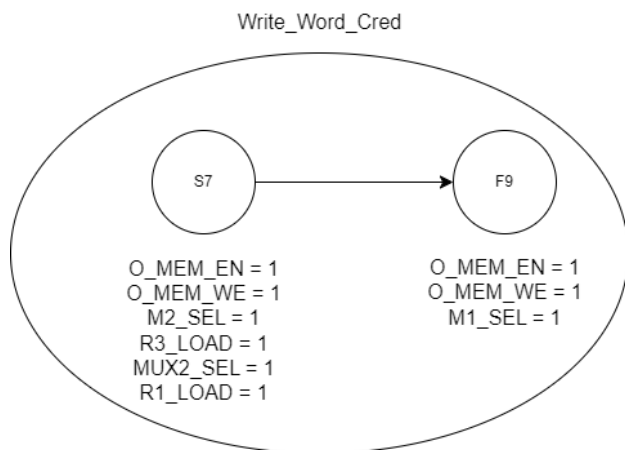 Write_Word_Cred
S7
F9
O_MEM_EN = 1
O_MEM_WE = 1
M2_SEL = 1
R3_LOAD = 1
MUX2_SEL = 1
R1_LOAD = 1
O_MEM_EN = 1
O_MEM_WE = 1
M1_SEL = 1